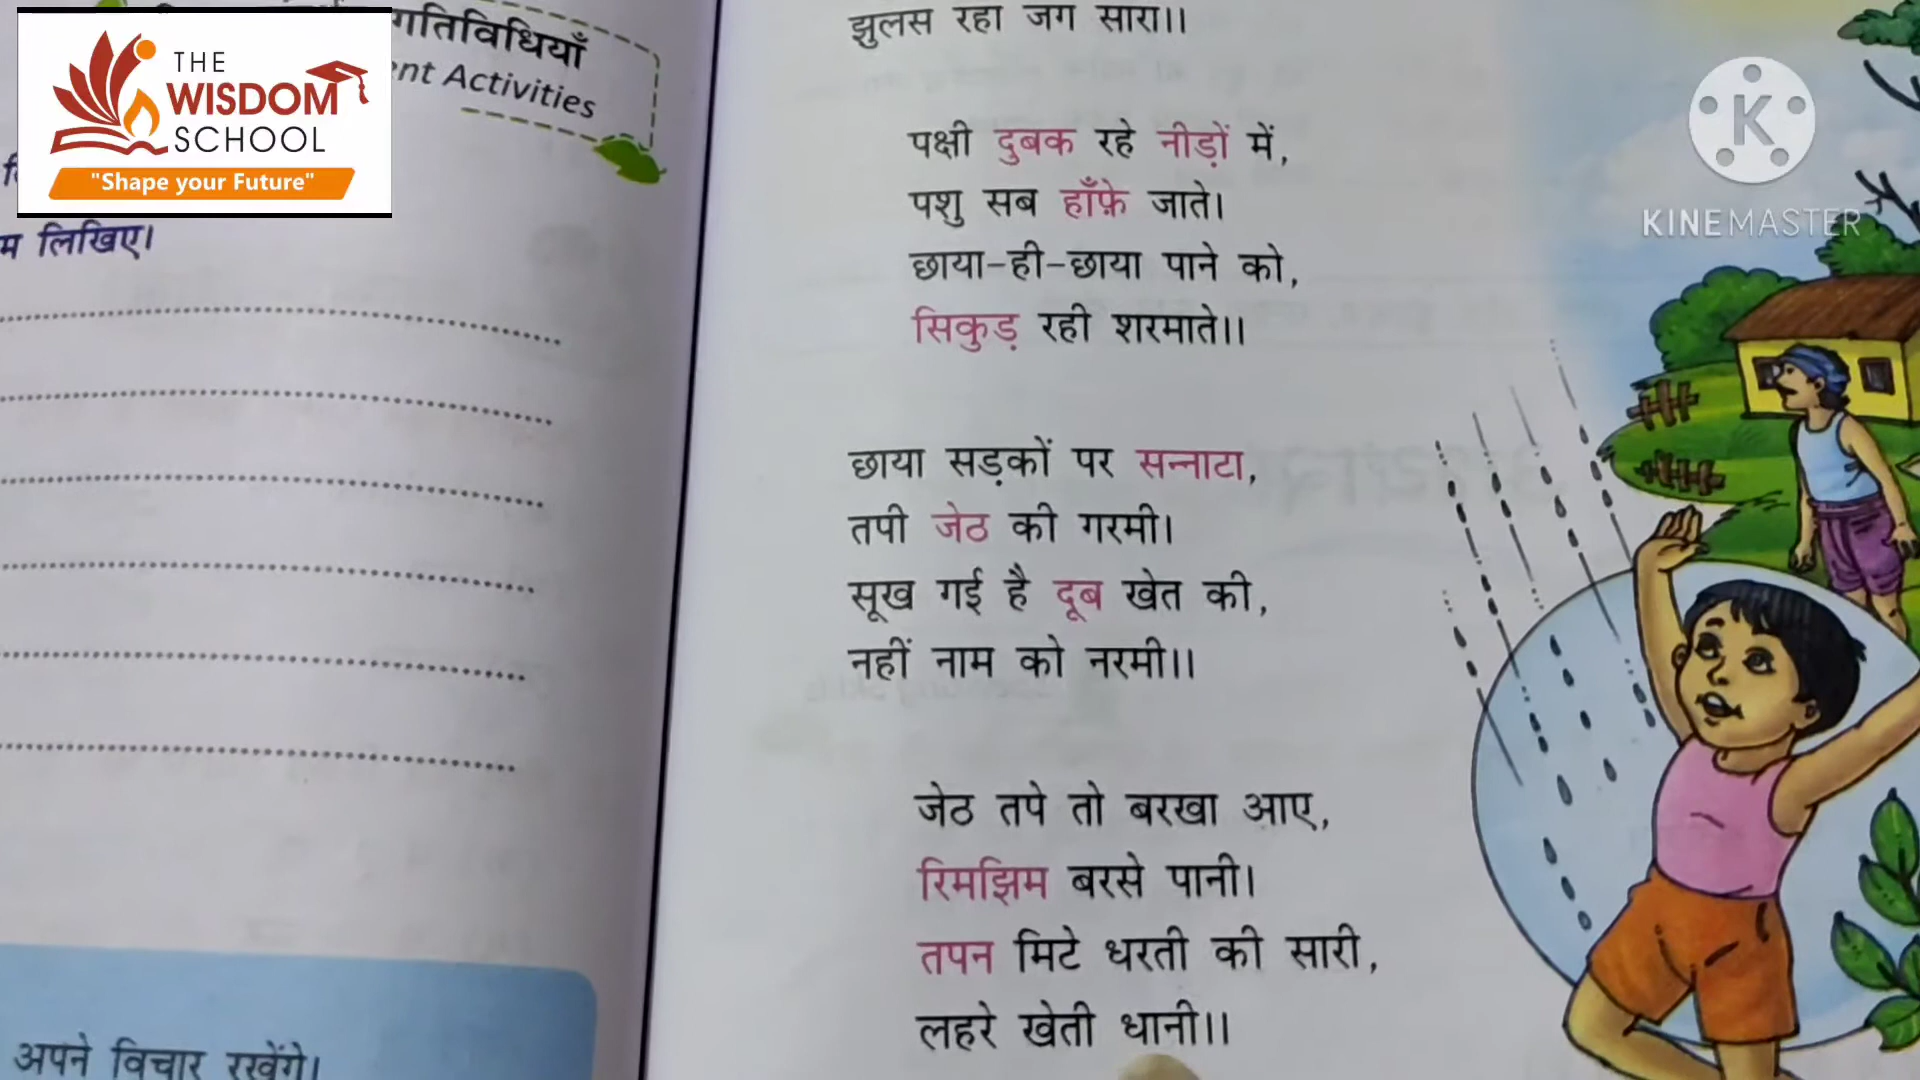 THE
WISDOM
SCHOOL
"Shape your Future"
गतिविधियाँ
Activities
लिखिए।
अपने विचार रखेंगे।
झुलस रहा जग सारा।।
पक्षी दुबक रहे नीड़ों में,
पशु सब हाँफ़े जाते।
छाया-ही-छाया पाने को,
सिकुड़ रही शरमाते।।
छाया सड़कों पर सन्नाटा,
तपी जेठ की गरमी।
सूख गई है दूब खेत की,
नहीं नाम को नरमी।।
जेठ तपे तो बरखा आए,
रिमझिम बरसे पानी।
तपन मिटे धरती की सारी,
लहरे खेती धानी।।
K
KINEMASTER